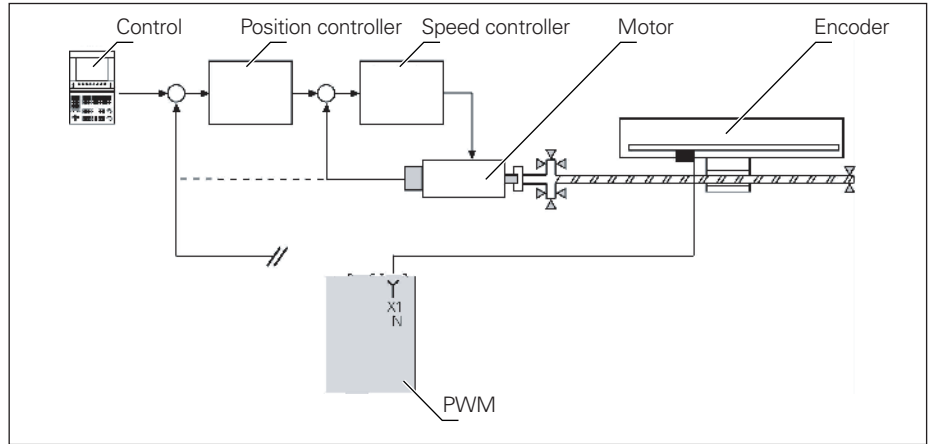 Control
Position controller
Speed controller
Motor
Encoder
X1
N
PWM